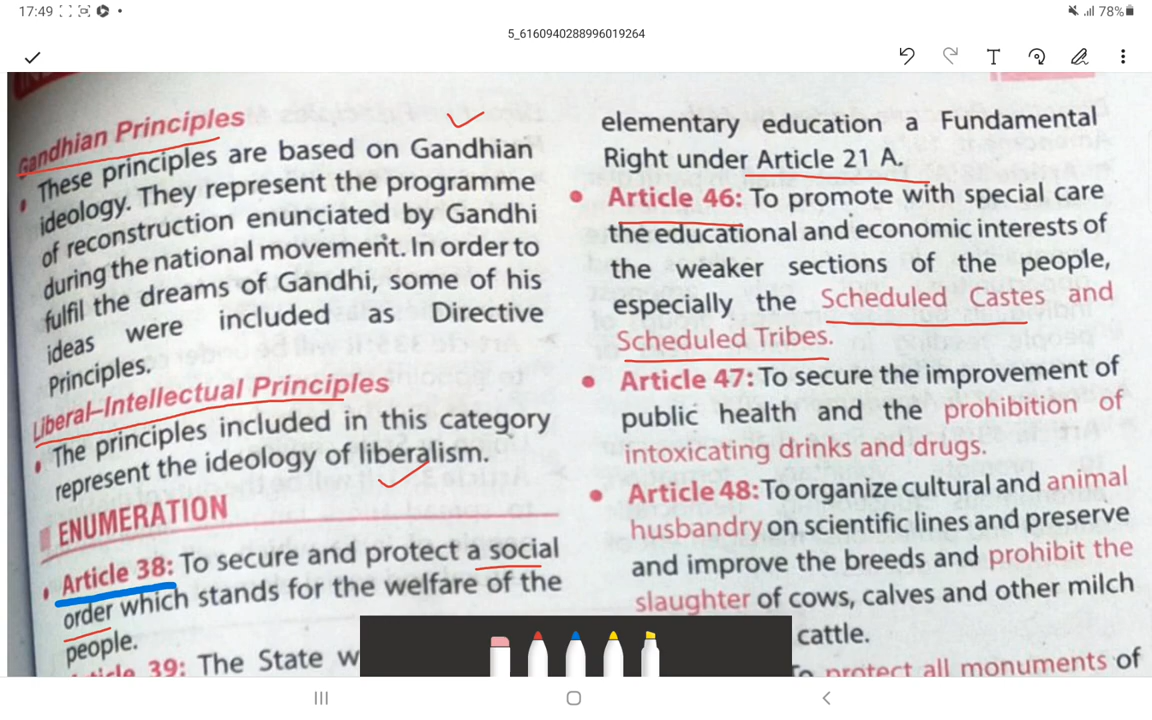 17:49
78%
5_6160940288996019264
Gandhian Principles
• These principles are based on Gandhian
ideology. They represent the programme
of reconstruction enunciated by Gandhi
during the national movement. In order to
fulfil the dreams of Gandhi, some of his
ideas were included as Directive
Principles.
Liberal–Intellectual Principles
• The principles included in this category
represent the ideology of liberalism.
ENUMERATION
• Article 38: To secure and protect a social
order which stands for the welfare of the
people.
39: The State
elementary education a Fundamental
Right under Article 21 A.
• Article 46: To promote with special care
the educational and economic interests of
the weaker sections of the people,
especially the Scheduled Castes and
Scheduled Tribes.
• Article 47: To secure the improvement of
public health and the prohibition of
intoxicating drinks and drugs.
• Article 48: To organize cultural and animal
husbandry on scientific lines and preserve
and improve the breeds and prohibit the
slaughter of cows, calves and other milch
cattle.
protect all monuments of